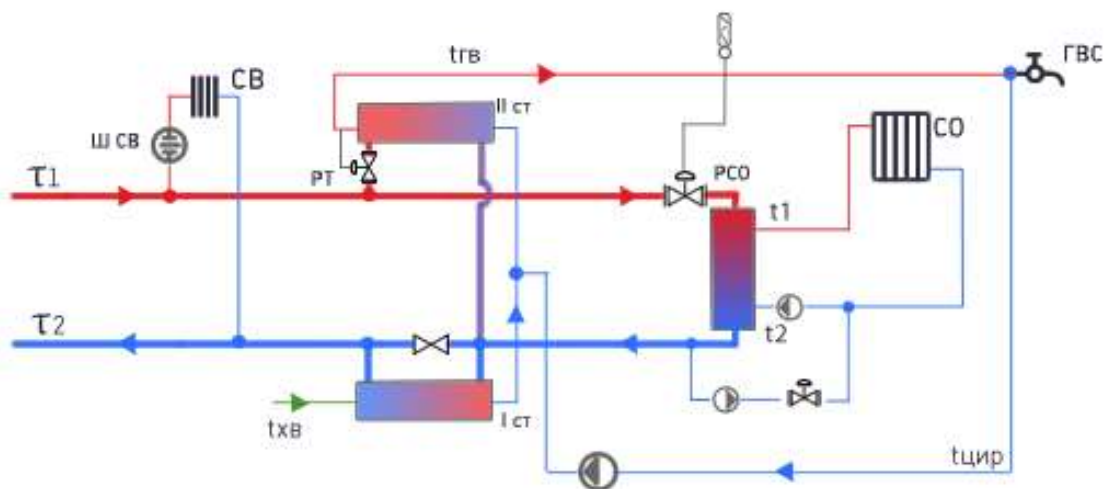 tгв
ГВС
СВ
II ст
СО
Ш СВ
РТ
РСО
τ1
t1
τ2
t2
I ст
tхв
tцир